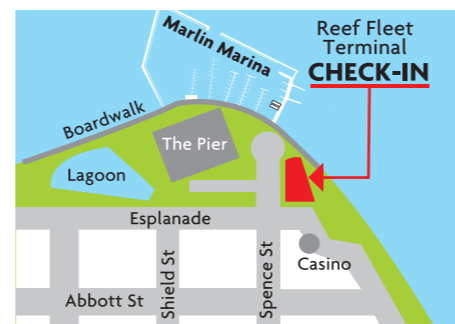 Marlin Marina
Reef Fleet
Terminal
CHECK-IN
Boardwalk
The Pier
Lagoon
Esplanade
Shield St
Spence St
Casino
Abbott St